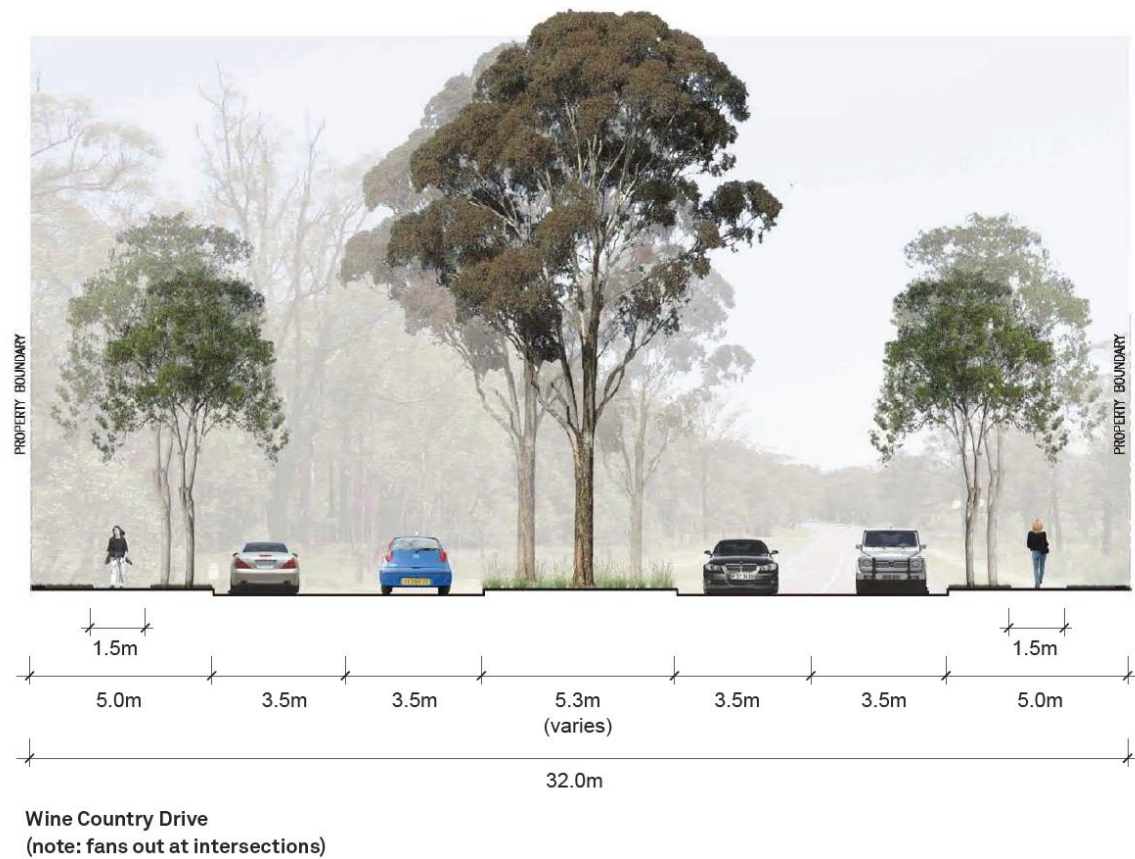 PROPERTY BOUNDARY
PROPERTY BOUNDARY
1.5m
1.5m
5.0m
3.5m
3.5m
5.3m
(varies)
3.5m
3.5m
5.0m
32.0m
Wine Country Drive
(note: fans out at intersections)